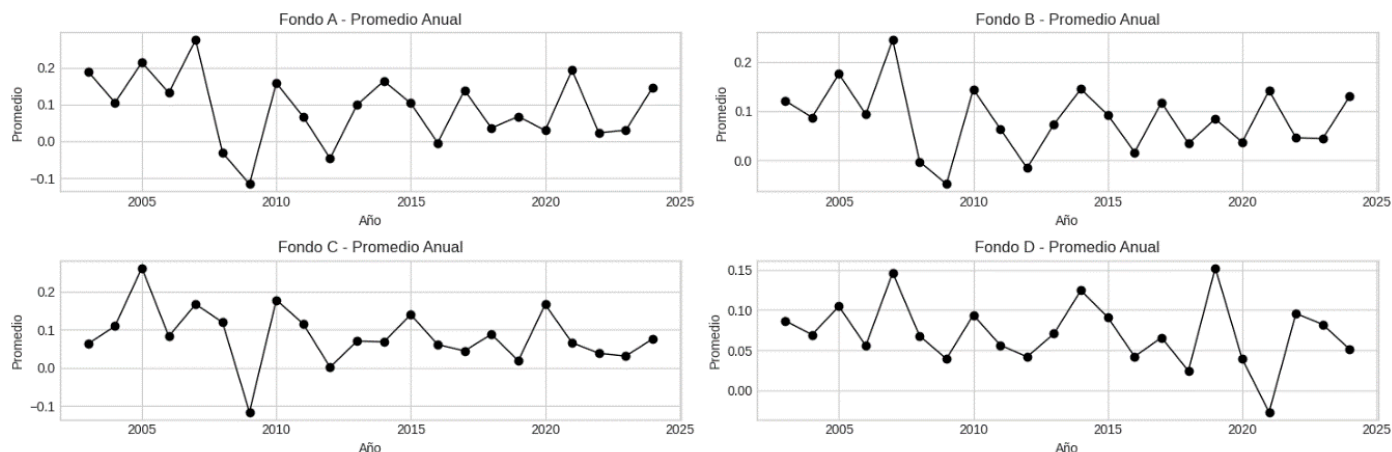 Fondo A - Promedio Anual
Promedio
0.2
0.1
0.0
−0.1
2005 2010 2015 2020 2025
Año
Fondo B - Promedio Anual
Promedio
0.2
0.1
0.0
2005 2010 2015 2020 2025
Año
Fondo C - Promedio Anual
Promedio
0.2
0.1
0.0
−0.1
2005 2010 2015 2020 2025
Año
Fondo D - Promedio Anual
Promedio
0.15
0.10
0.05
0.00
2005 2010 2015 2020 2025
Año